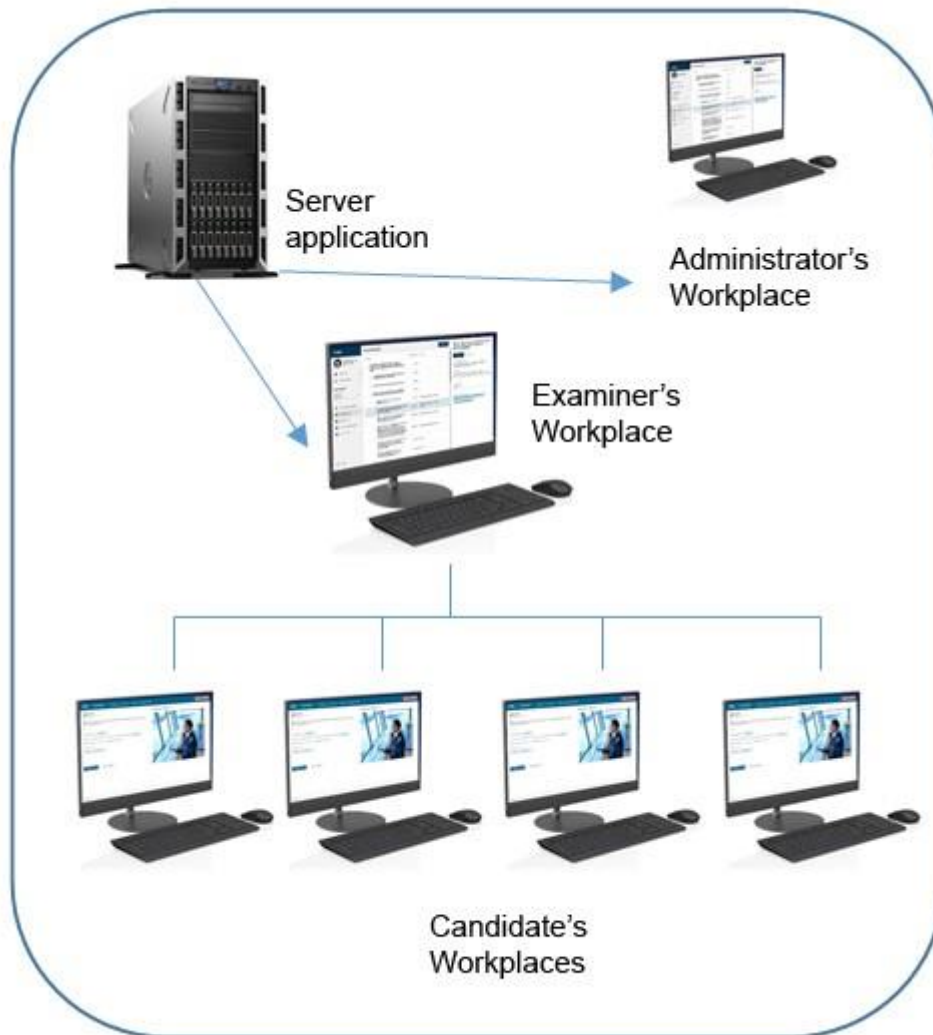 Server
application
Administrator's
Workplace
Examiner's
Workplace
Candidate's
Workplaces